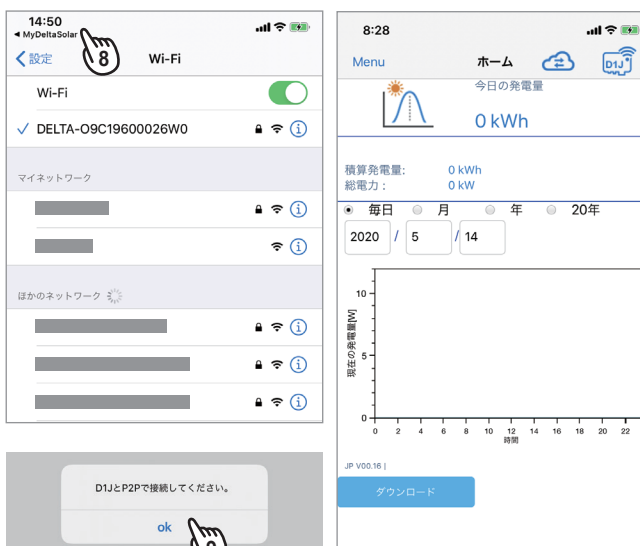 14:50
◀ MyDeltaSolar
8
設定
Wi-Fi
Wi-Fi
DELTA-O9C19600026W0
マイネットワーク
ほかのネットワーク
D1JとP2Pで接続してください。
ok
8:28
Menu
ホーム
D1J
今日の発電量
0 kWh
積算発電量: 0 kWh
総電力 : 0 kW
毎日 月 年 20年
2020 / 5 / 14
現在の発電量[W]
10
5
0
0 2 4 6 8 10 12 14 16 18 20 22
時間
JP V00.16 |
ダウンロード